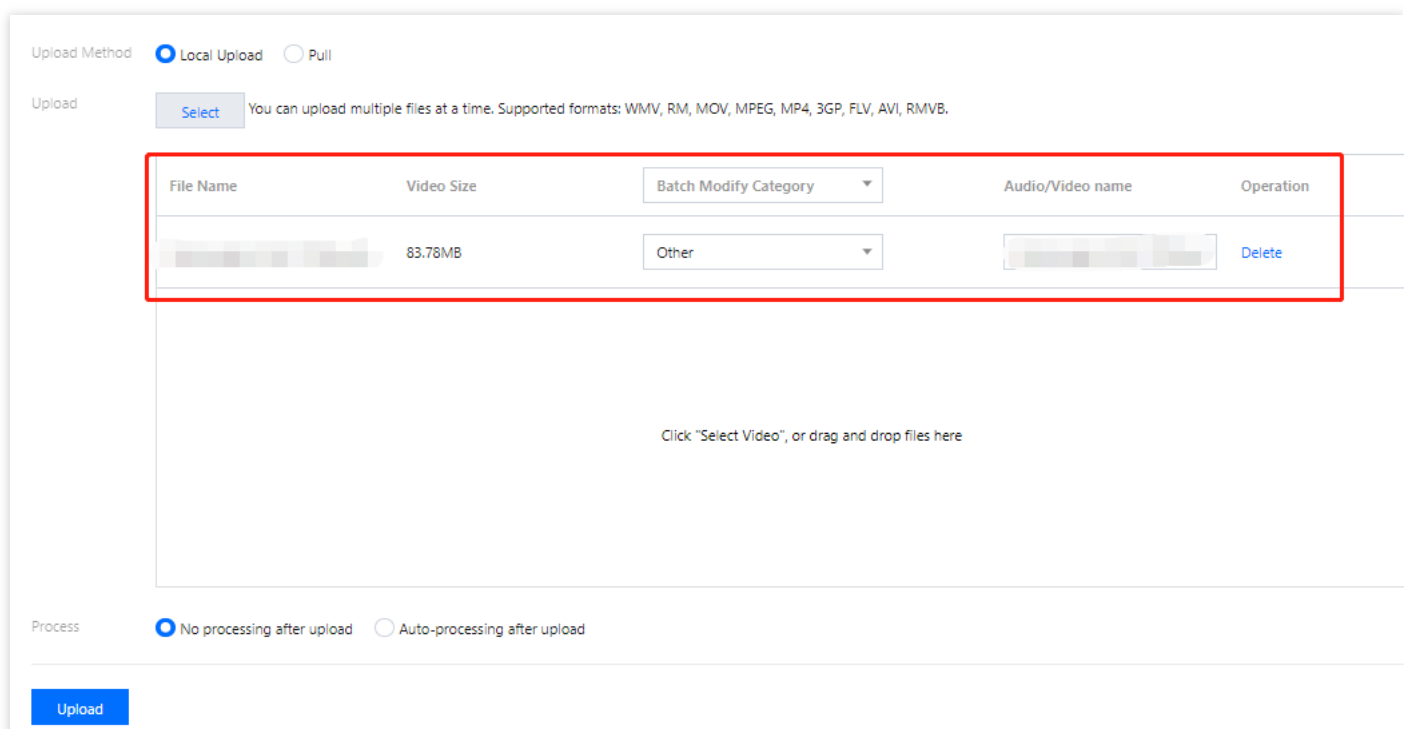 Upload Method Local Upload Pull
Upload Select You can upload multiple files at a time. Supported formats: WMV, RM, MOV, MPEG, MP4, 3GP, FLV, AVI, RMVB.
File Name Video Size Batch Modify Category Audio/Video name Operation
83.78MB Other Delete
Click "Select Video", or drag and drop files here
Process No processing after upload Auto-processing after upload
Upload